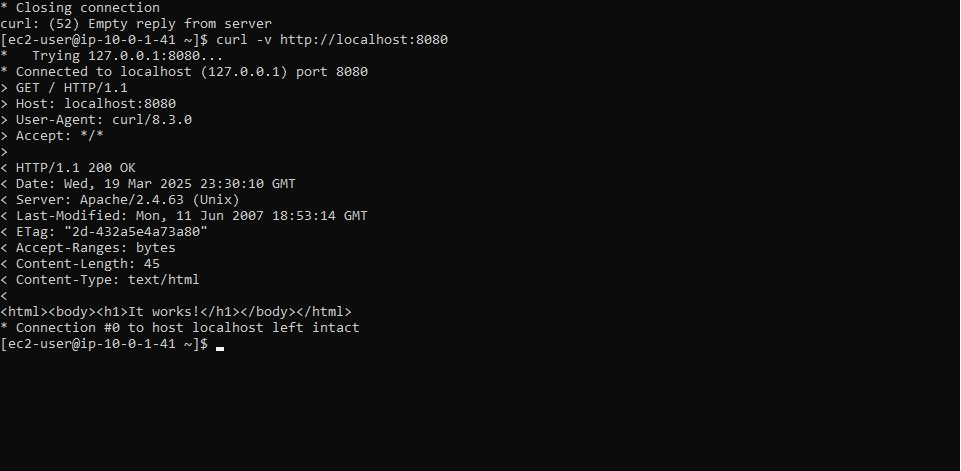 * Closing connection
curl: (52) Empty reply from server
[ec2-user@ip-10-0-1-41 ~]$ curl -v http://localhost:8080
*   Trying 127.0.0.1:8080...
* Connected to localhost (127.0.0.1) port 8080
> GET / HTTP/1.1
> Host: localhost:8080
> User-Agent: curl/8.3.0
> Accept: */*
>
< HTTP/1.1 200 OK
< Date: Wed, 19 Mar 2025 23:30:10 GMT
< Server: Apache/2.4.63 (Unix)
< Last-Modified: Mon, 11 Jun 2007 18:53:14 GMT
< ETag: "2d-432a5e4a73a80"
< Accept-Ranges: bytes
< Content-Length: 45
< Content-Type: text/html
<
<html><body><h1>It works!</h1></body></html>
* Connection #0 to host localhost left intact
[ec2-user@ip-10-0-1-41 ~]$